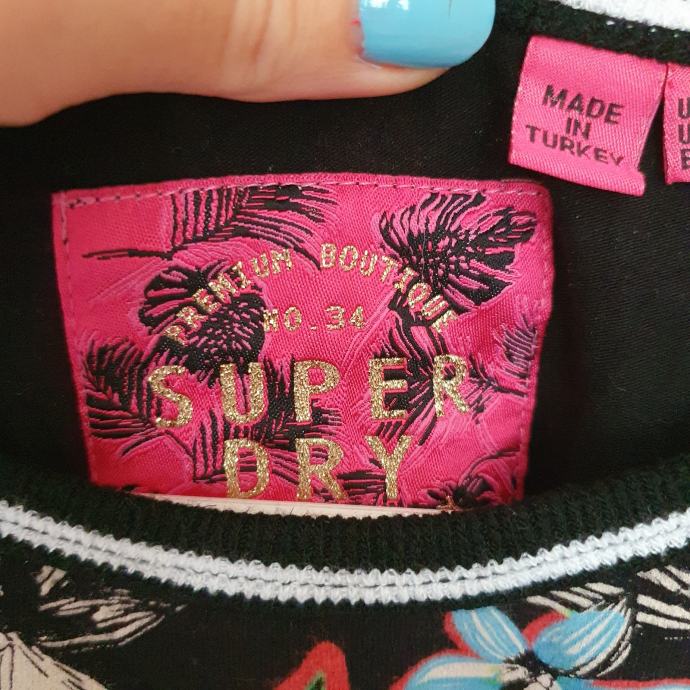 MADE
IN
TURKEY
PREMIUM BOUTIQUE
NO.34
SUPER
DRY